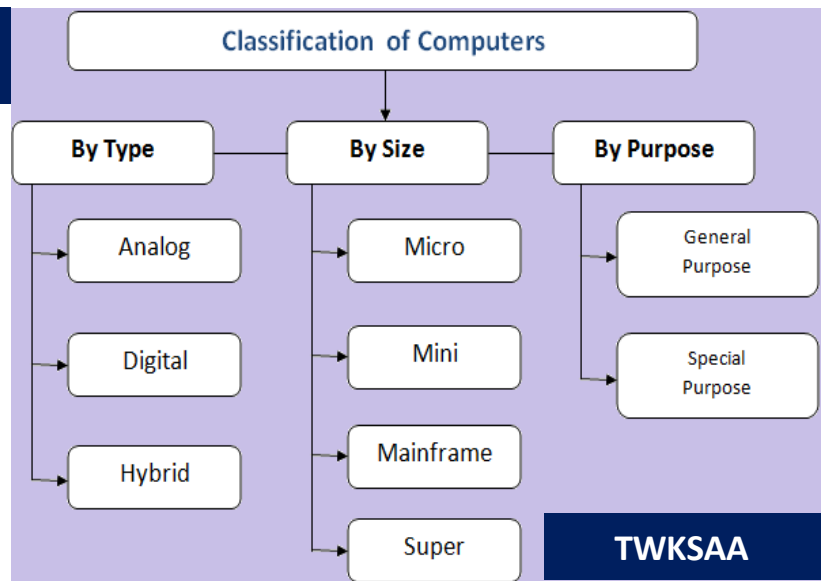 Classification of Computers
By Type
By Size
By Purpose
Analog
Digital
Hybrid
Micro
Mini
Mainframe
Super
General
Purpose
Special
Purpose
TWKSAA